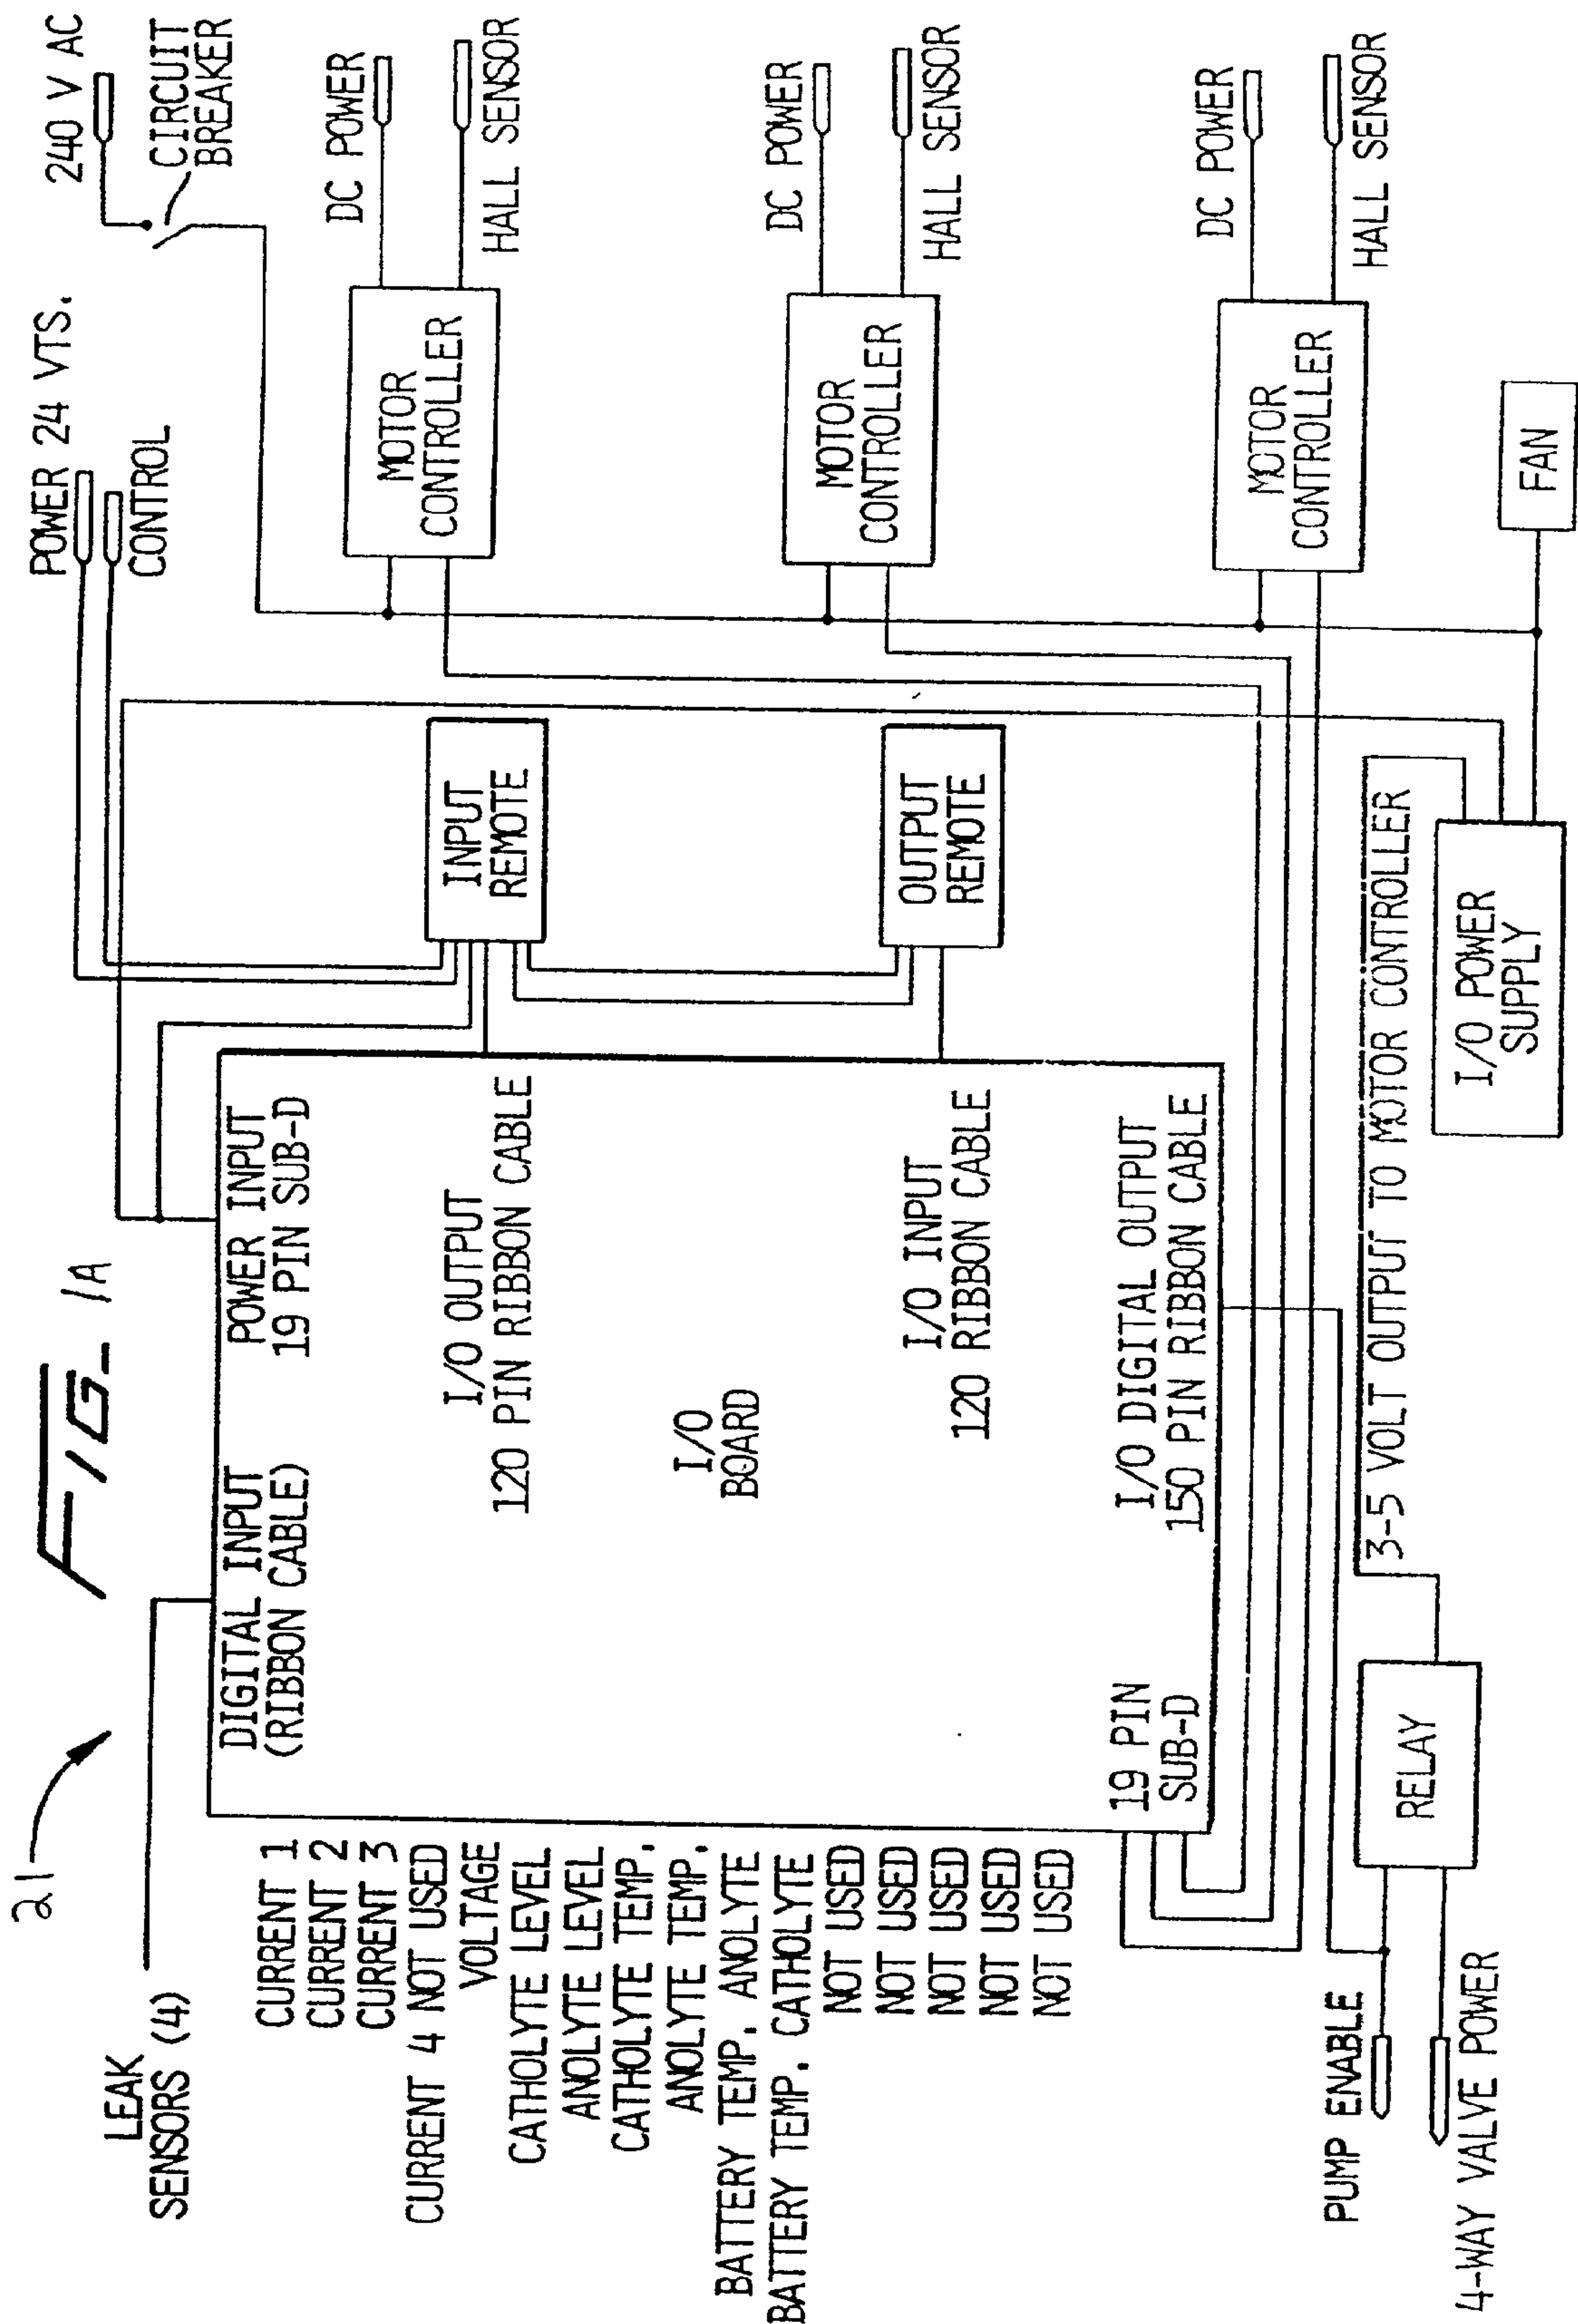 FIG_ 1A
21
LEAK
SENSORS (4)
POWER 24 VTS.
CONTROL
240 V AC
CIRCUIT
BREAKER
DIGITAL INPUT
(RIBBON CABLE)
POWER INPUT
19 PIN SUB-D
CURRENT 1
CURRENT 2
CURRENT 3
CURRENT 4 NOT USED
VOLTAGE
CATHOLYTE LEVEL
ANOLYTE LEVEL
CATHOLYTE TEMP.
ANOLYTE TEMP.
BATTERY TEMP. ANOLYTE
BATTERY TEMP. CATHOLYTE
NOT USED
NOT USED
NOT USED
NOT USED
NOT USED
I/O OUTPUT
120 PIN RIBBON CABLE
I/O
BOARD
I/O INPUT
120 RIBBON CABLE
I/O DIGITAL OUTPUT
150 PIN RIBBON CABLE
19 PIN
SUB-D
INPUT
REMOTE
OUTPUT
REMOTE
DC POWER
MOTOR
CONTROLLER
HALL SENSOR
DC POWER
MOTOR
CONTROLLER
HALL SENSOR
DC POWER
MOTOR
CONTROLLER
HALL SENSOR
FAN
PUMP ENABLE
4-WAY VALVE POWER
RELAY
3-5 VOLT OUTPUT TO MOTOR CONTROLLER
I/O POWER
SUPPLY